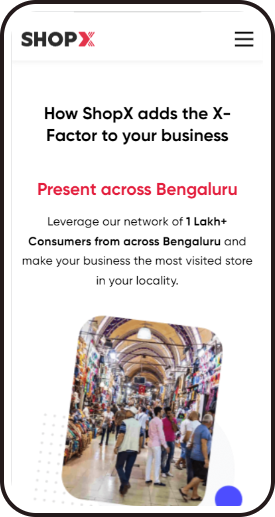 SHOPX
How ShopX adds the X-
Factor to your business
Present across Bengaluru
Leverage our network of 1 Lakh+
Consumers from across Bengaluru and
make your business the most visited store
in your locality.